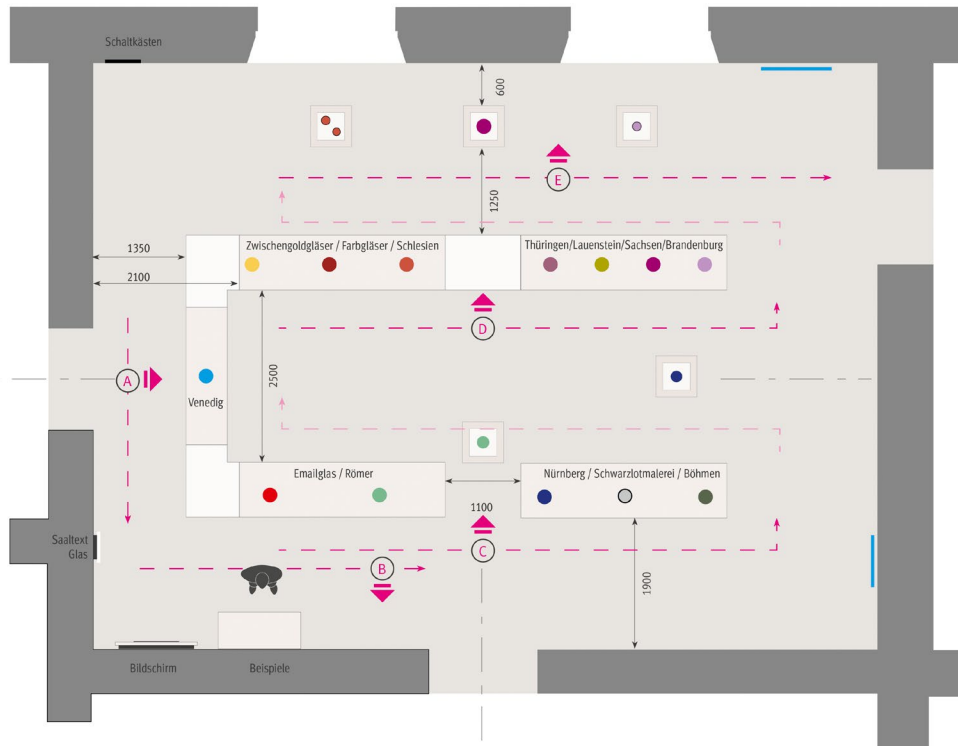 Schaltkästen
600
E
1250
1350
Zwischengoldgläser / Farbgläser / Schlesien
Thüringen/Lauenstein/Sachsen/Brandenburg
2100
D
A
2500
Venedig
Emailglas / Römer
Nürnberg / Schwarzlotmalerei / Böhmen
1100
Saaltext
Glas
C
B
1900
Bildschirm
Beispiele